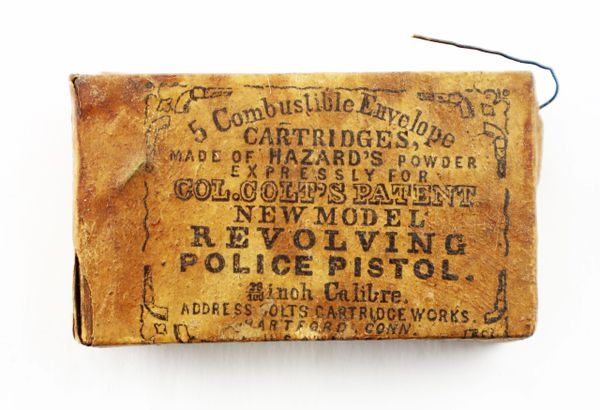 5 Combustible Envelope
CARTRIDGES,
MADE OF HAZARD'S POWDER
EXPRESSLY FOR
COL. COLT'S PATENT
NEW MODEL
REVOLVING
POLICE PISTOL.
inch Calibre.
ADDRESS COLTS CARTRIDGE WORKS
HARTFORD, CONN.